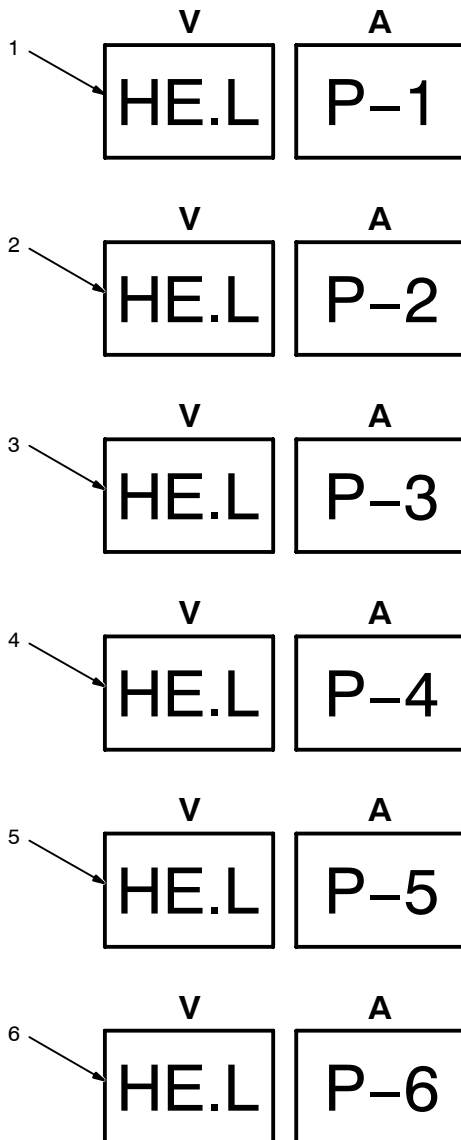 V A
1 HE.L P–1
V A
2 HE.L P–2
V A
3 HE.L P–3
V A
4 HE.L P–4
V A
5 HE.L P–5
V A
6 HE.L P–6